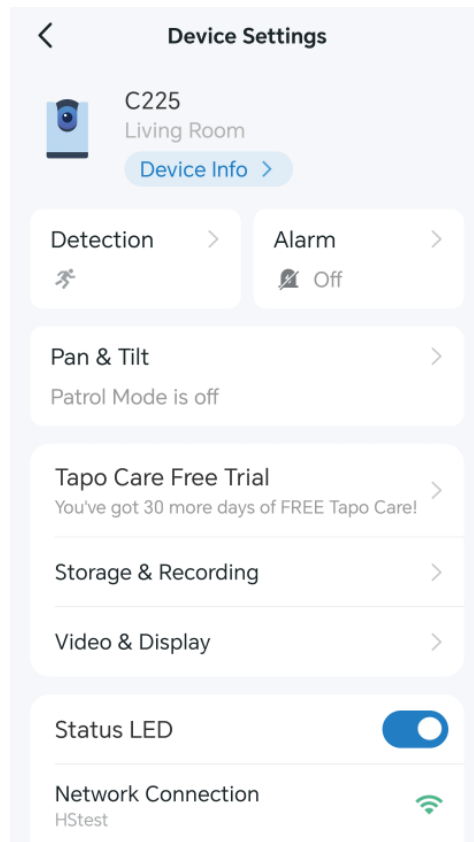 Device Settings
C225
Living Room
Device Info
Detection
Alarm
Off
Pan & Tilt
Patrol Mode is off
Tapo Care Free Trial
You've got 30 more days of FREE Tapo Care!
Storage & Recording
Video & Display
Status LED
Network Connection
HStest